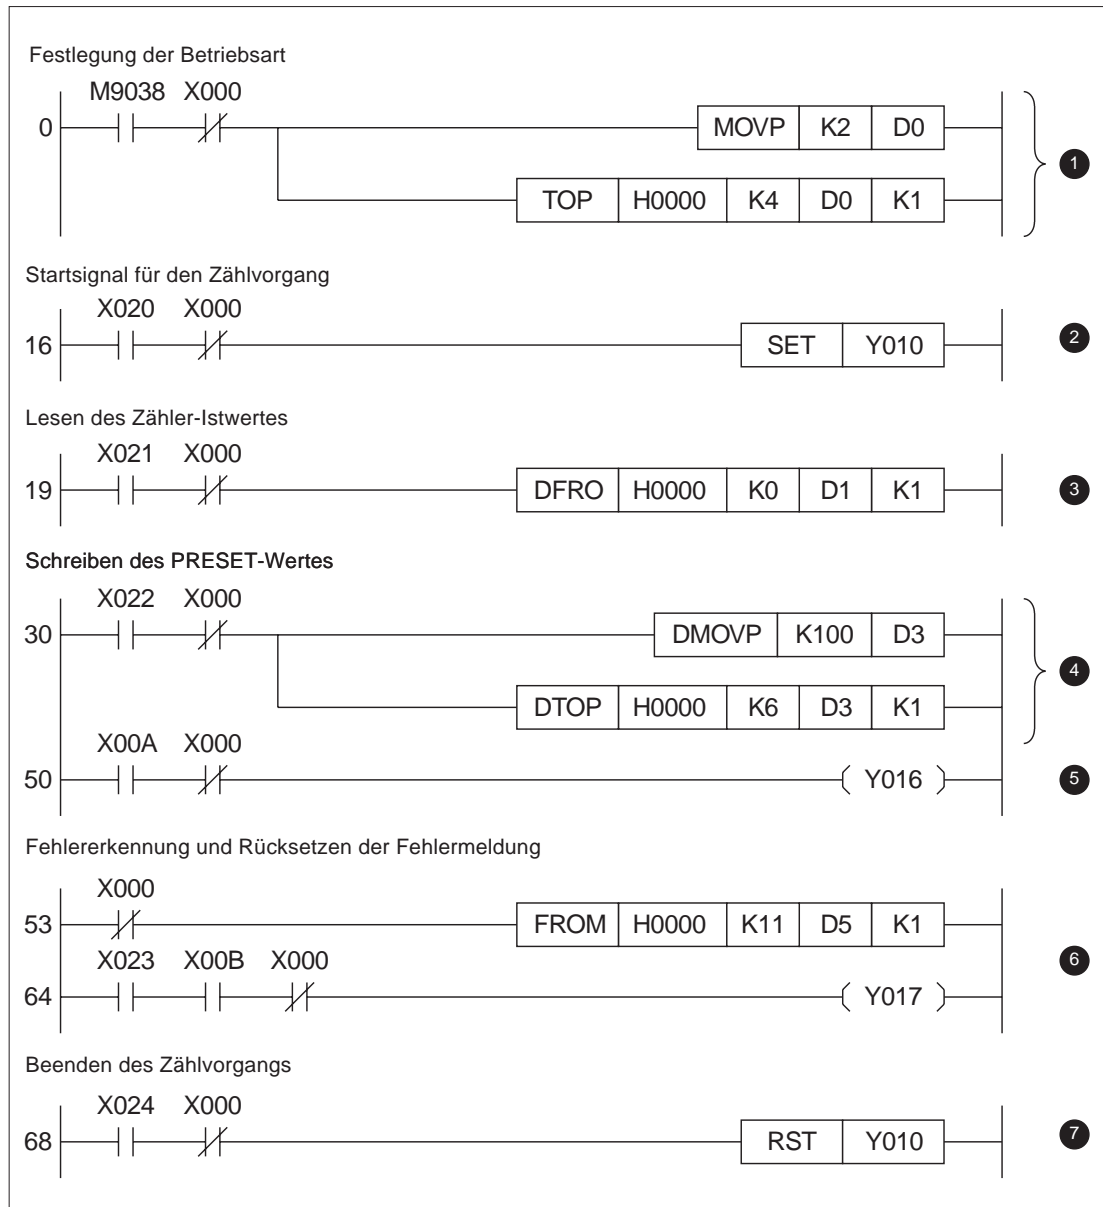 Festlegung der Betriebsart
M9038 X000
0 MOVP K2 D0
1
TOP H0000 K4 D0 K1
Startsignal für den Zählvorgang
X020 X000
16 SET Y010 2
Lesen des Zähler-Istwertes
X021 X000
19 DFRO H0000 K0 D1 K1 3
Schreiben des PRESET-Wertes
X022 X000
30 DMOVP K100 D3
4
DTOP H0000 K6 D3 K1
X00A X000
50 Y016 5
Fehlererkennung und Rücksetzen der Fehlermeldung
X000
53 FROM H0000 K11 D5 K1
6
X023 X00B X000
64 Y017
Beenden des Zählvorgangs
X024 X000
68 RST Y010 7